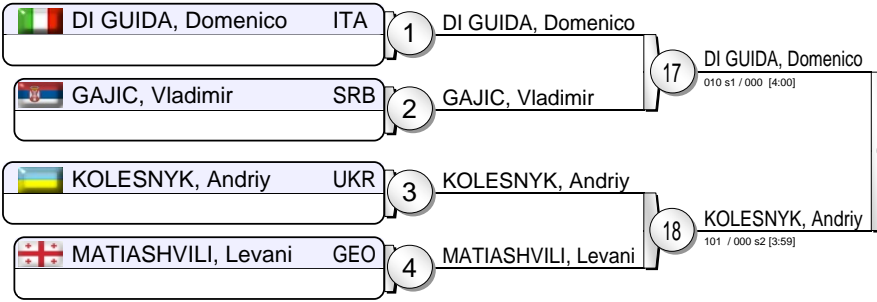 DI GUIDA, Domenico ITA 1 DI GUIDA, Domenico
17 DI GUIDA, Domenico
010 s1 / 000 [4:00]
GAJIC, Vladimir SRB 2 GAJIC, Vladimir
KOLESNYK, Andriy UKR 3 KOLESNYK, Andriy
18 KOLESNYK, Andriy
101 / 000 s2 [3:59]
MATIASHVILI, Levani GEO 4 MATIASHVILI, Levani